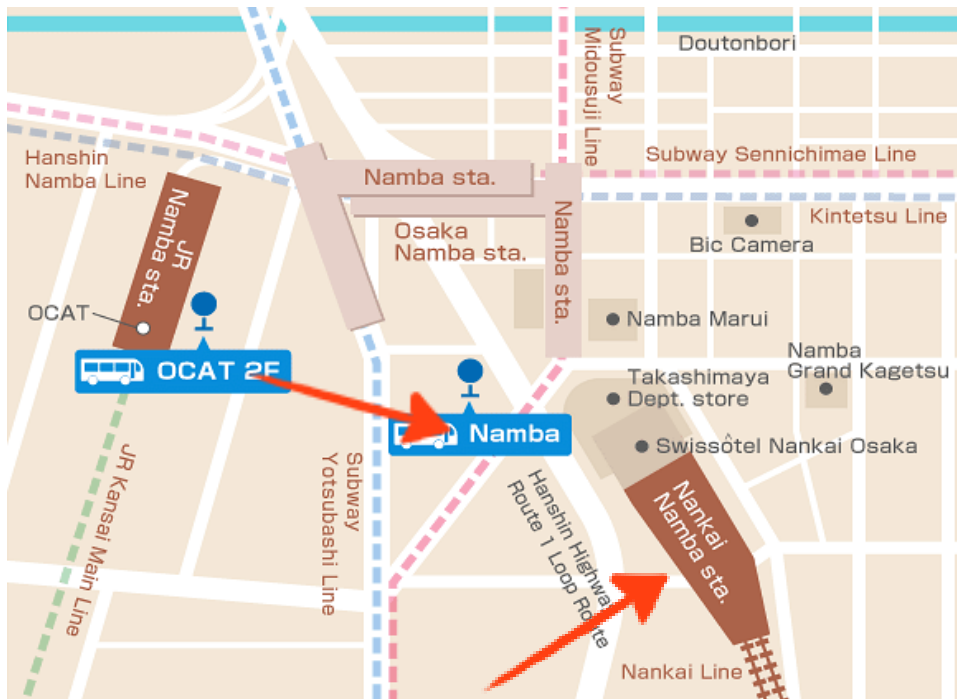 Doutonbori
Subway
Midousuji Line
Hanshin
Namba Line
Subway Sennichimae Line
Namba sta.
Kintetsu Line
JR
Namba sta.
Osaka
Namba sta.
Namba sta.
Bic Camera
OCAT
Namba Marui
OCAT 2F
Namba
Grand Kagetsu
Takashimaya
Dept. store
Namba
Swissôtel Nankai Osaka
JR Kansai Main Line
Subway
Yotsubashi Line
Hanshin Highway
Route 1 Loop Route
Nankai
Namba sta.
Nankai Line